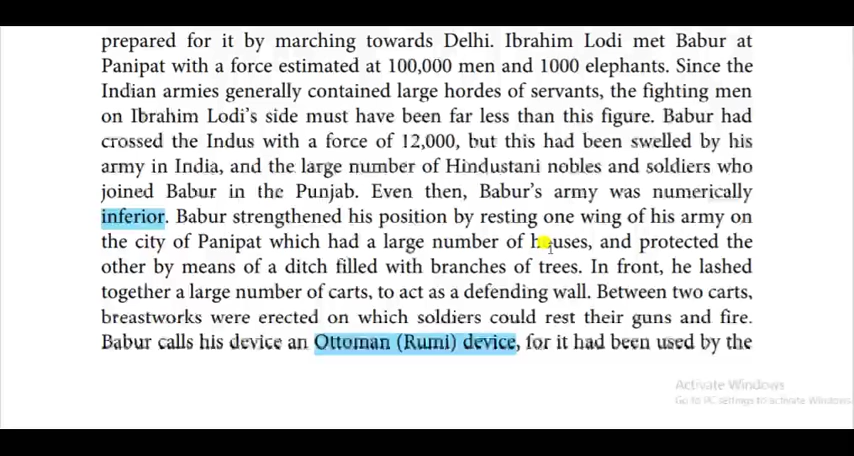 prepared for it by marching towards Delhi. Ibrahim Lodi met Babur at
Panipat with a force estimated at 100,000 men and 1000 elephants. Since the
Indian armies generally contained large hordes of servants, the fighting men
on Ibrahim Lodi's side must have been far less than this figure. Babur had
crossed the Indus with a force of 12,000, but this had been swelled by his
army in India, and the large number of Hindustani nobles and soldiers who
joined Babur in the Punjab. Even then, Babur's army was numerically
inferior. Babur strengthened his position by resting one wing of his army on
the city of Panipat which had a large number of houses, and protected the
other by means of a ditch filled with branches of trees. In front, he lashed
together a large number of carts, to act as a defending wall. Between two carts,
breastworks were erected on which soldiers could rest their guns and fire.
Babur calls his device an Ottoman (Rumi) device, for it had been used by the
Activate Windows
Go to PC settings to activate Windows.